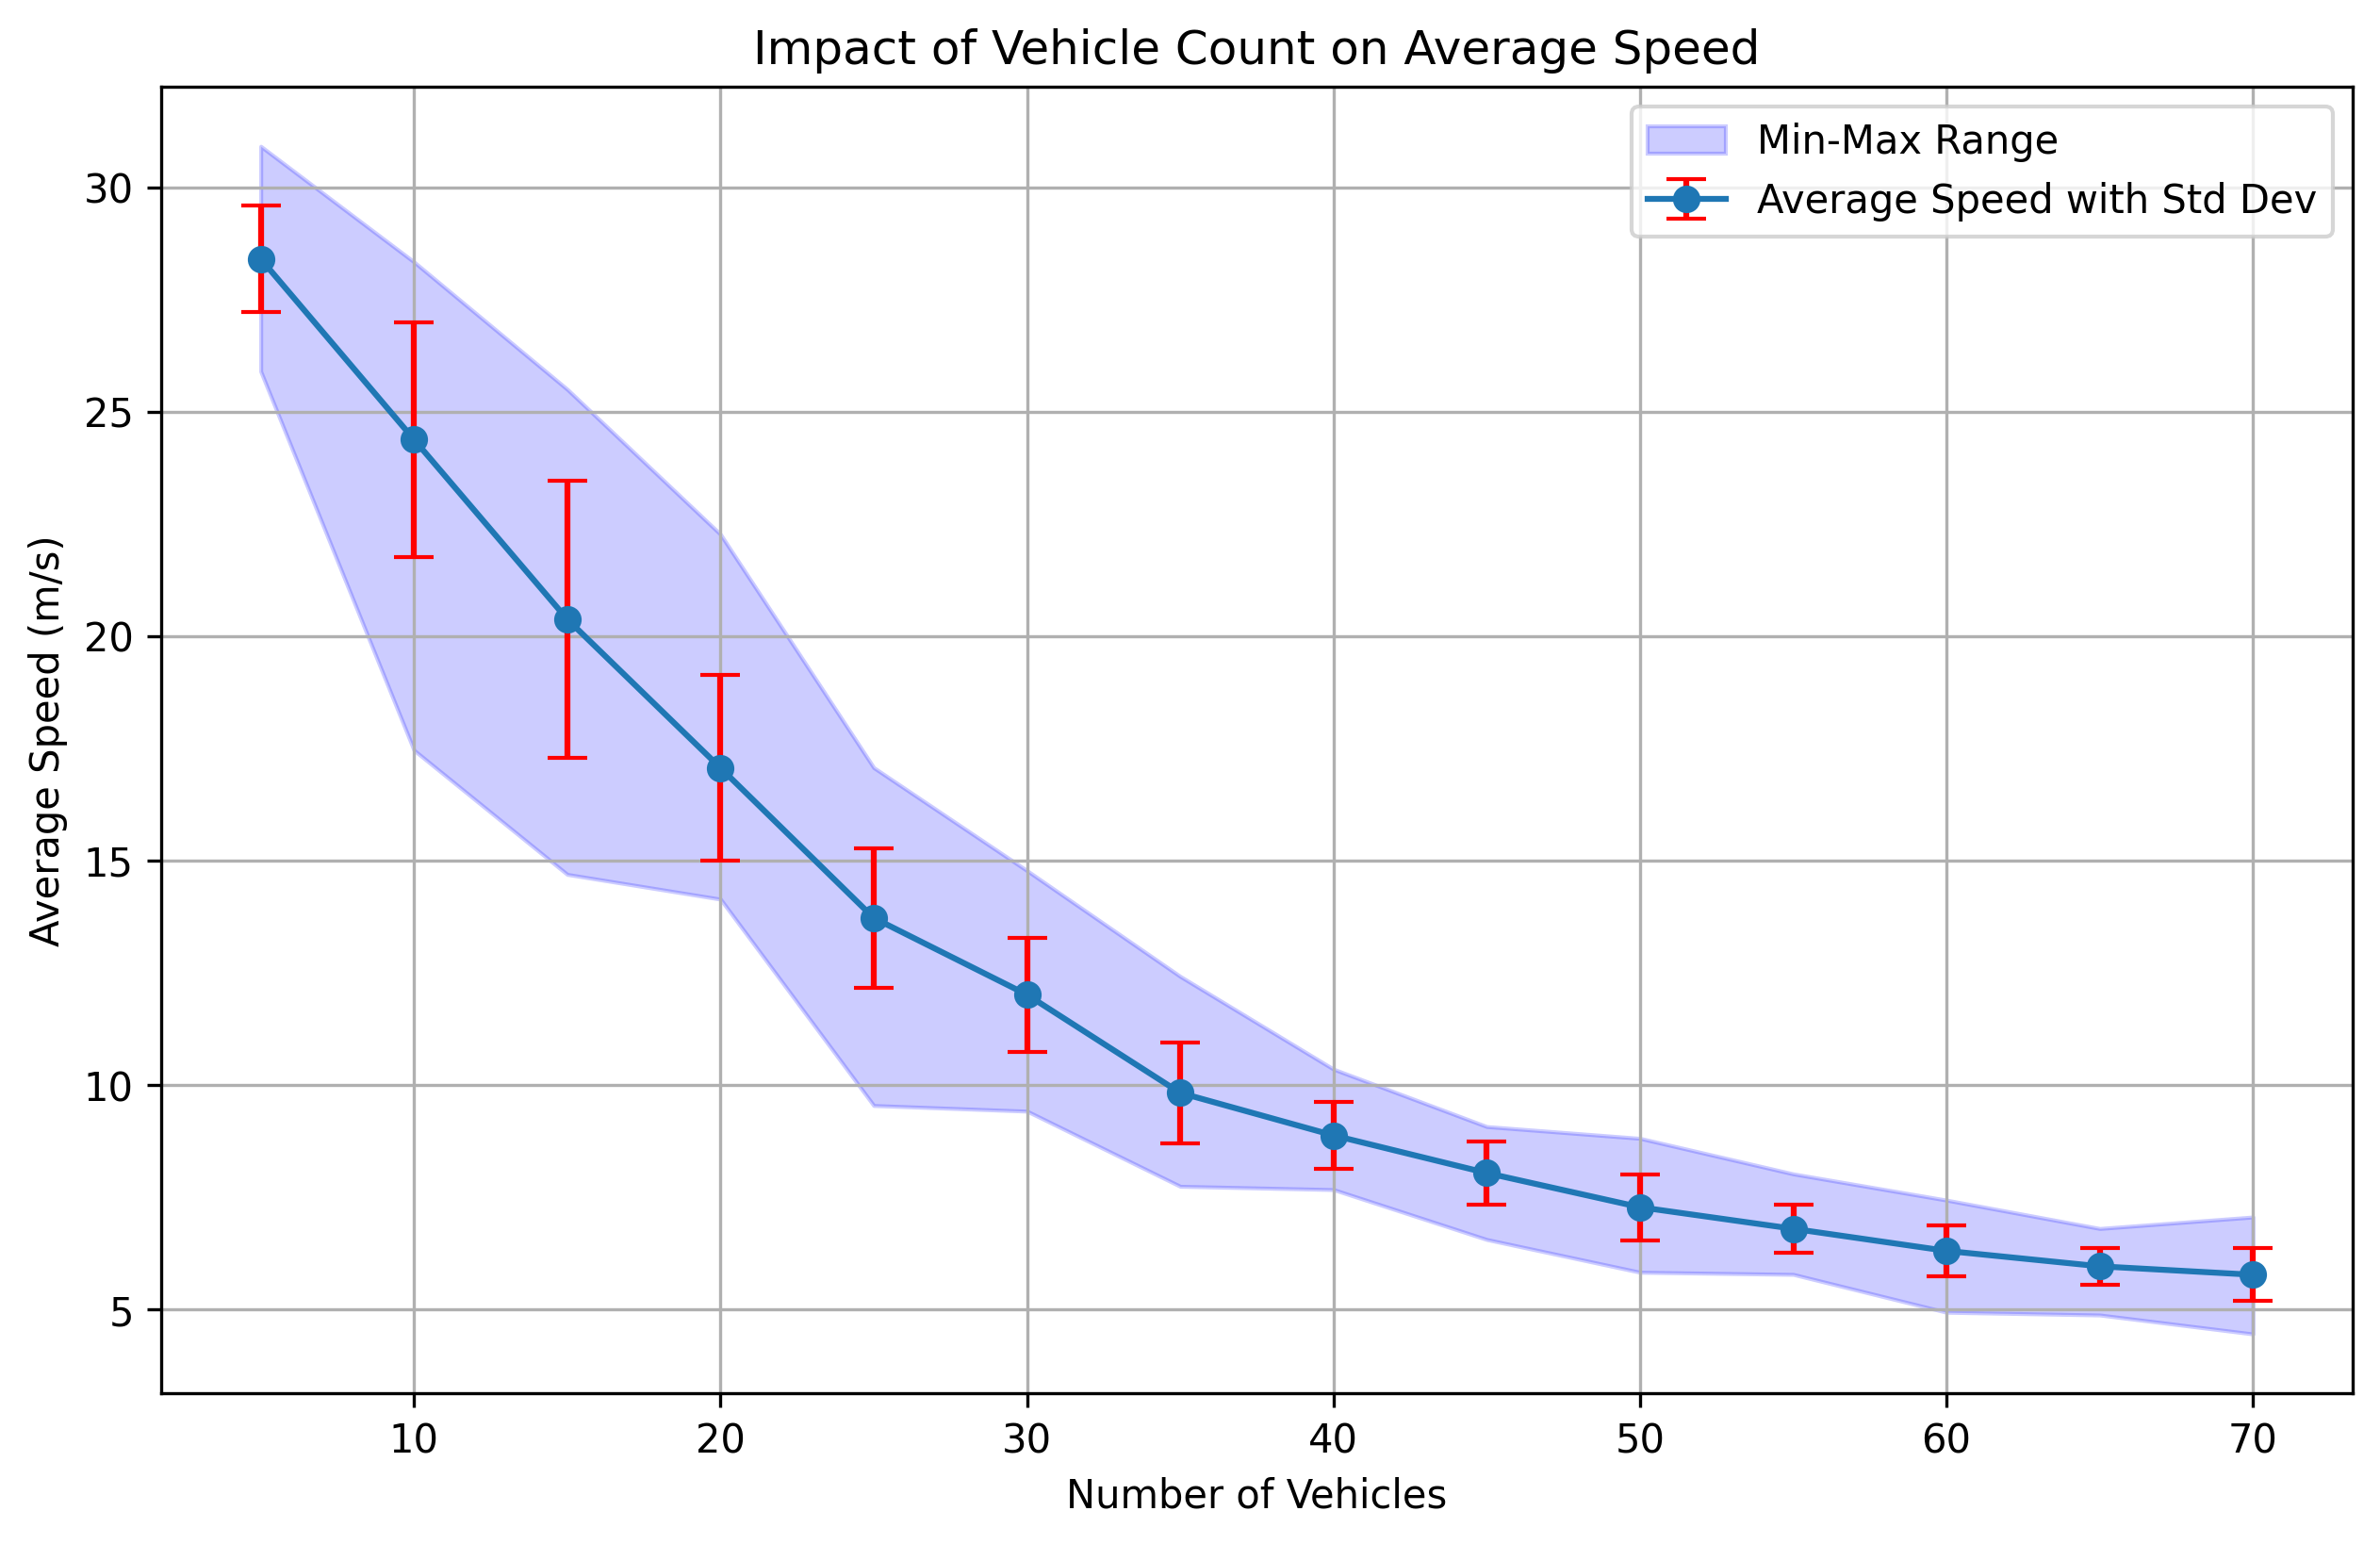 Impact of Vehicle Count on Average Speed
Min-Max Range
Average Speed with Std Dev
Average Speed (m/s)
30
25
20
15
10
5
10 20 30 40 50 60 70
Number of Vehicles